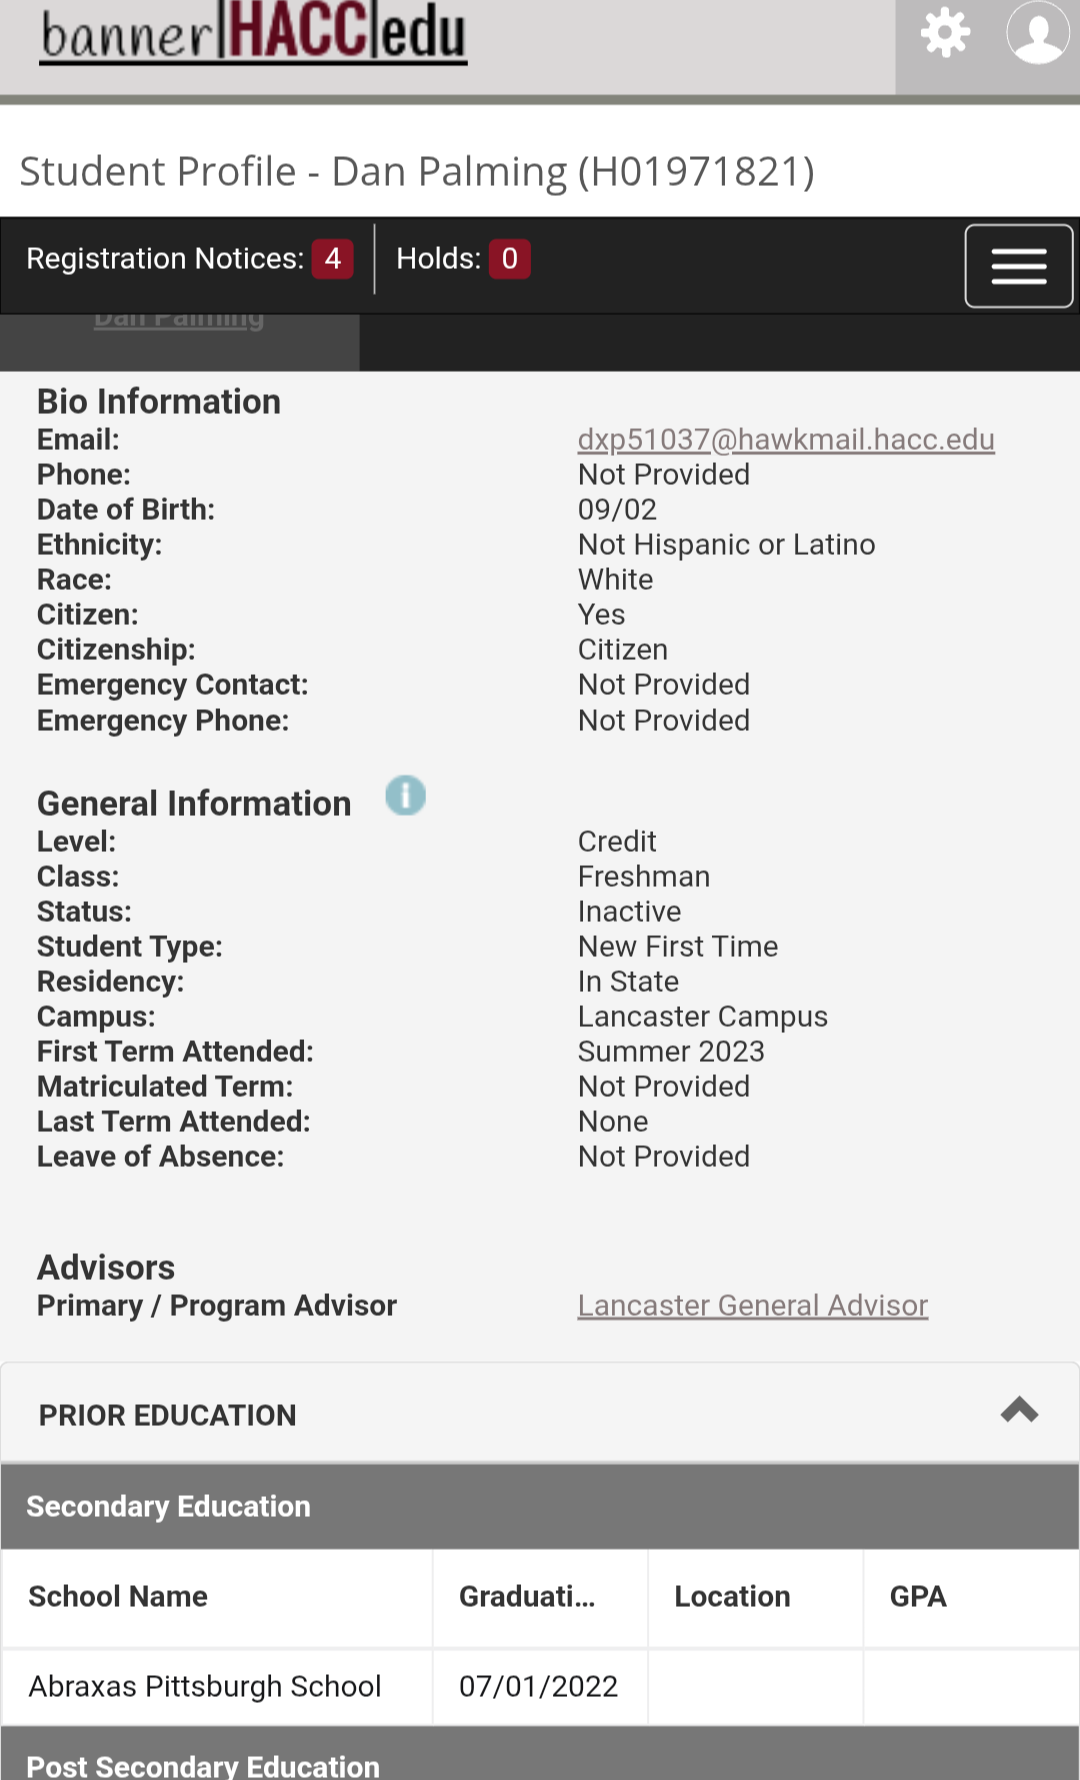 banner|HACC|edu
Student Profile - Dan Palming (H01971821)
Registration Notices: 4 Holds: 0
Dan Palming
Bio Information
Email: dxp51037@hawkmail.hacc.edu
Phone: Not Provided
Date of Birth: 09/02
Ethnicity: Not Hispanic or Latino
Race: White
Citizen: Yes
Citizenship: Citizen
Emergency Contact: Not Provided
Emergency Phone: Not Provided
General Information
Level: Credit
Class: Freshman
Status: Inactive
Student Type: New First Time
Residency: In State
Campus: Lancaster Campus
First Term Attended: Summer 2023
Matriculated Term: Not Provided
Last Term Attended: None
Leave of Absence: Not Provided
Advisors
Primary / Program Advisor Lancaster General Advisor
PRIOR EDUCATION
Secondary Education
School Name Graduati... Location GPA
Abraxas Pittsburgh School 07/01/2022
Post Secondary Education